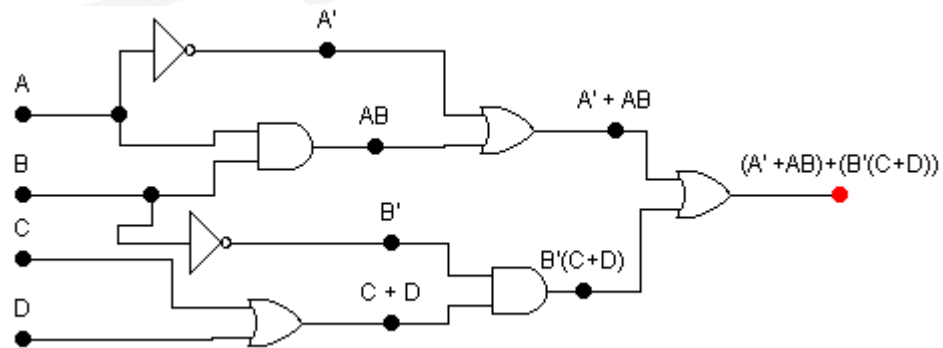 A'
A
AB
A' + AB
B
(A' +AB)+(B'(C+D))
C
B'
B'(C+D)
D
C + D